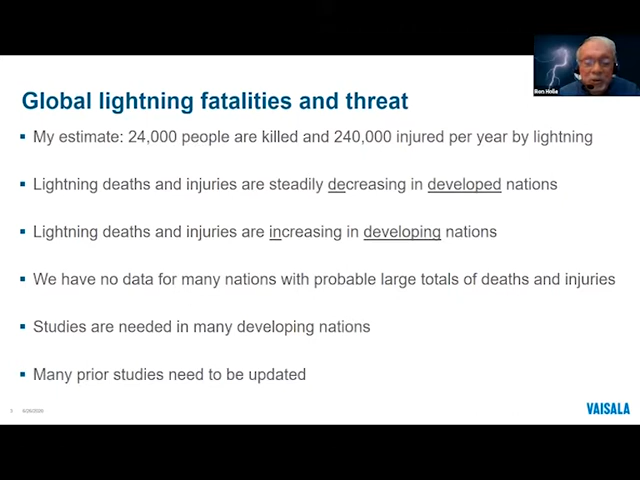 Ron Holle
Global lightning fatalities and threat
My estimate: 24,000 people are killed and 240,000 injured per year by lightning
Lightning deaths and injuries are steadily decreasing in developed nations
Lightning deaths and injuries are increasing in developing nations
We have no data for many nations with probable large totals of deaths and injuries
Studies are needed in many developing nations
Many prior studies need to be updated
VAISALA